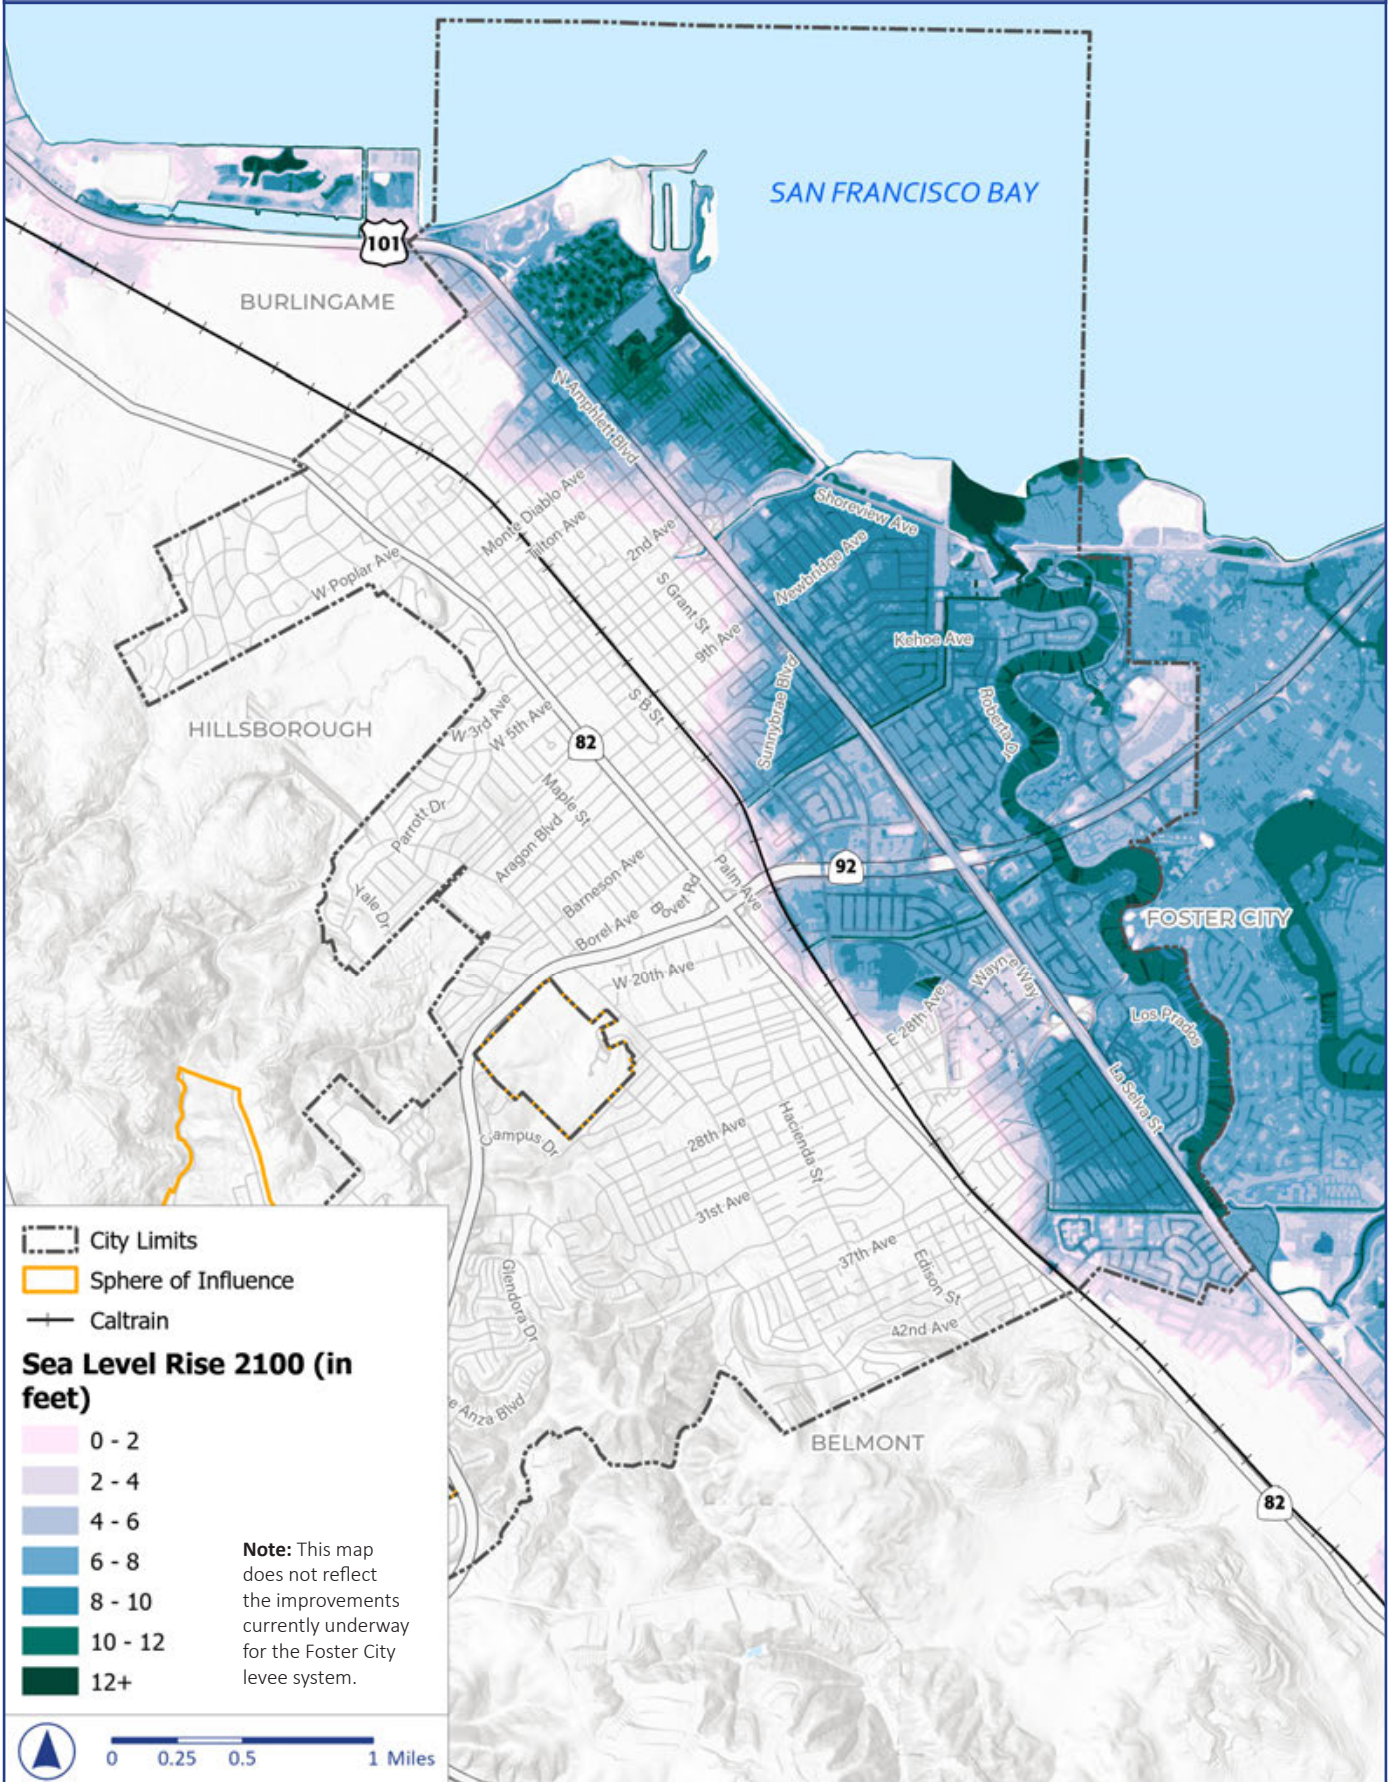 SAN FRANCISCO BAY
101
BURLINGAME
N Amphlett Blvd
Monte Diablo Ave
Tilton Ave
2nd Ave
Shoreview Ave
Newbridge Ave
W Poplar Ave
S Grant St
9th Ave
Kehoe Ave
Sunnybrae Blvd
S B St
Roberta Dr
HILLSBOROUGH
W 3rd Ave
W 5th Ave
82
Maple St
Parrott Dr
Aragon Blvd
Barneson Ave
Bovet Rd
Palm Ave
92
Yale Dr
Borel Ave
FOSTER CITY
W 20th Ave
Wayne Way
E 28th Ave
Los Prados
La Selva St
Campus Dr
28th Ave
Hacienda St
31st Ave
37th Ave
Edison St
Glendora Dr
42nd Ave
e Anza Blvd
BELMONT
82
City Limits
Sphere of Influence
Caltrain
Sea Level Rise 2100 (in
feet)
0 - 2
2 - 4
4 - 6
6 - 8
8 - 10
10 - 12
12+
Note: This map
does not reflect
the improvements
currently underway
for the Foster City
levee system.
0 0.25 0.5 1 Miles